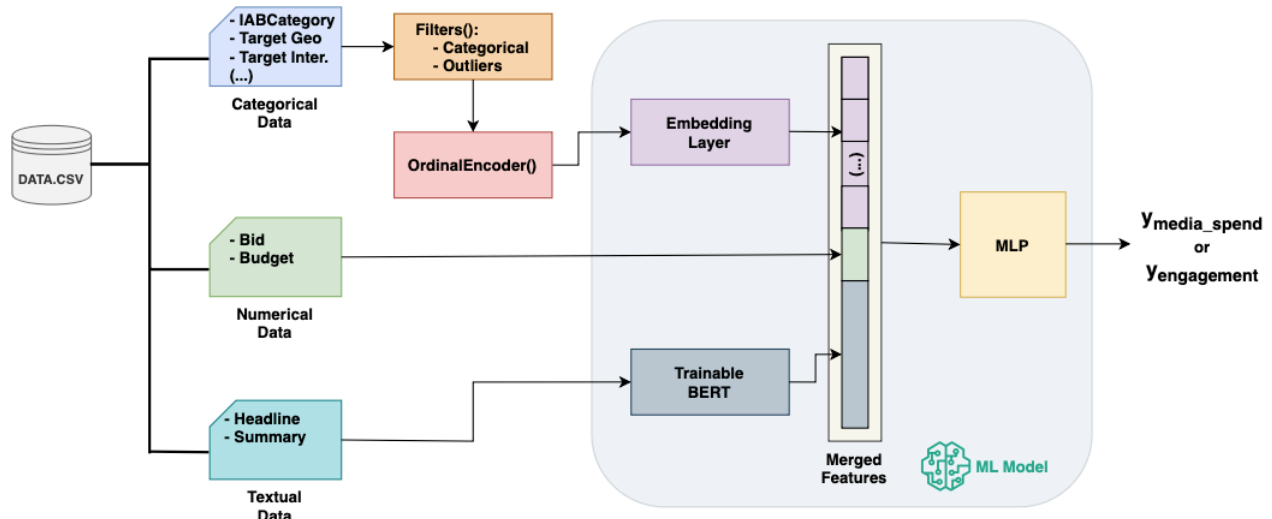 DATA.CSV
- IABCategory
- Target Geo
- Target Inter.
(...)
Categorical
Data
Filters():
- Categorical
- Outliers
OrdinalEncoder()
- Bid
- Budget
Numerical
Data
- Headline
- Summary
Textual
Data
Embedding
Layer
Trainable
BERT
(...)
Merged
Features
MLP
ML Model
ymedia_spend
or
yengagement